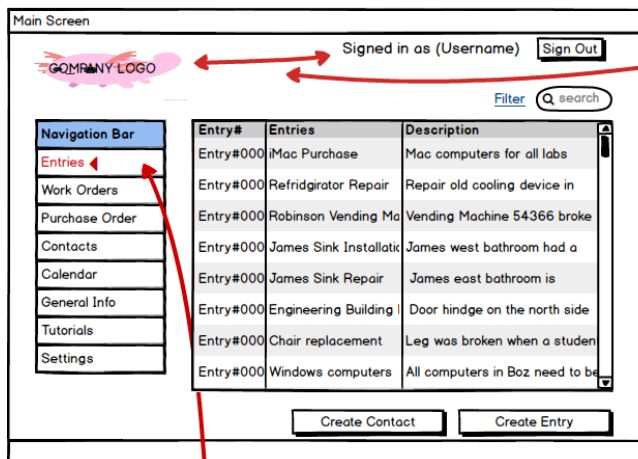 Main Screen
COMPANY LOGO
Signed in as (Username)
Sign Out
Filter
search
Navigation Bar
Entries
Work Orders
Purchase Order
Contacts
Calendar
General Info
Tutorials
Settings
Entry# Entries Description
Entry#000 iMac Purchase Mac computers for all labs
Entry#000 Refridgirator Repair Repair old cooling device in
Entry#000 Robinson Vending Ma Vending Machine 54366 broke
Entry#000 James Sink Installatic James west bathroom had a
Entry#000 James Sink Repair James east bathroom is
Entry#000 Engineering Building Door hindge on the north side
Entry#000 Chair replacement Leg was broken when a studen
Entry#000 Windows computers All computers in Boz need to be
Create Contact
Create Entry